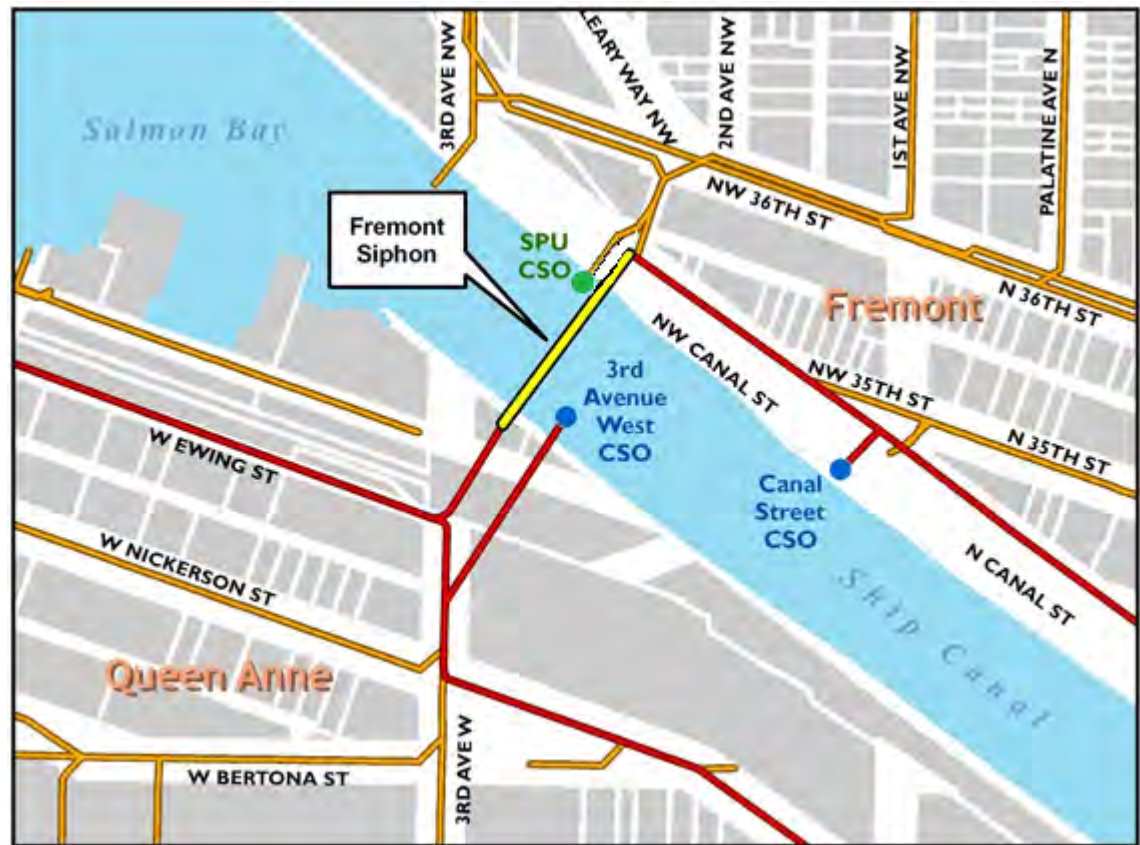 3RD AVE NW
LEARY WAY NW
2ND AVE NW
1ST AVE NW
PALATINE AVE N
Salmon Bay
NW 36TH ST
Fremont
Siphon
SPU
CSO
N 36TH ST
Fremont
NW CANAL ST
3rd
Avenue
West
CSO
NW 35TH ST
N 35TH ST
W EWING ST
Canal
Street
CSO
N CANAL ST
W NICKERSON ST
Ship Canal
Queen Anne
3RD AVE W
W BERTONA ST